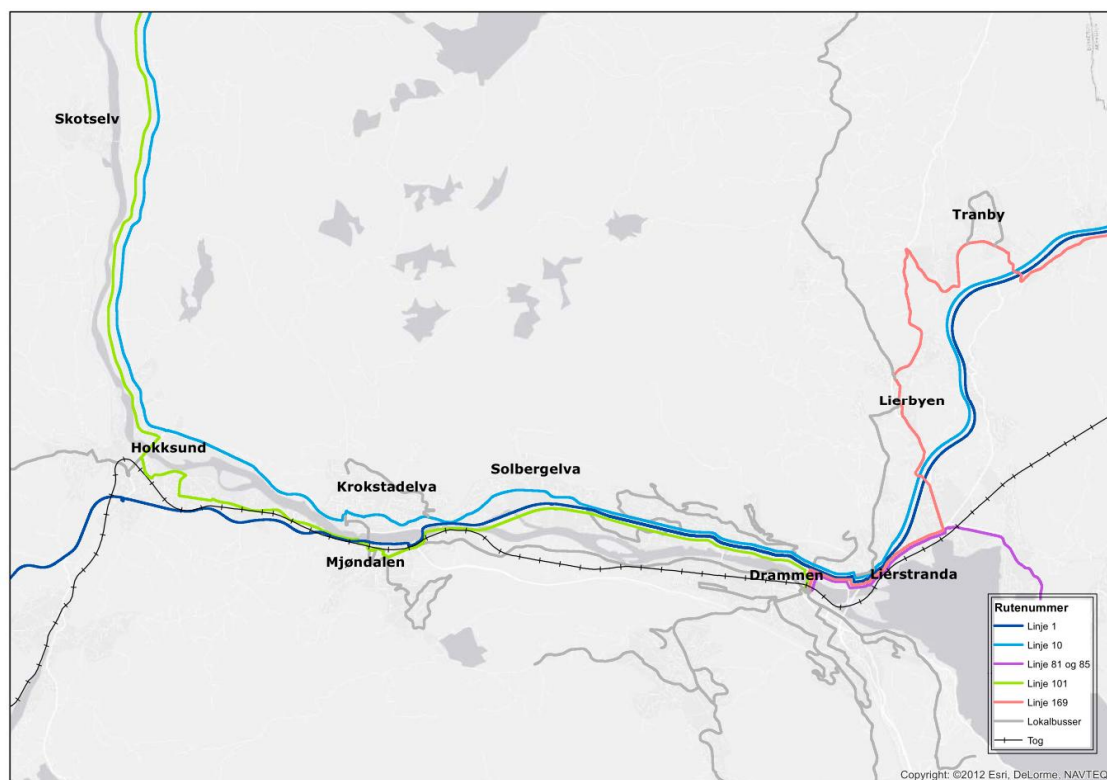 Skotselv
Tranby
Lierbyen
Hokksund
Solbergelva
Krokstadelva
Mjøndalen
Drammen
Lierstranda
Rutenummer
Linje 1
Linje 10
Linje 81 og 85
Linje 101
Linje 169
Lokalbusser
Tog
Copyright: ©2012 Esri, DeLorme, NAVTEQ